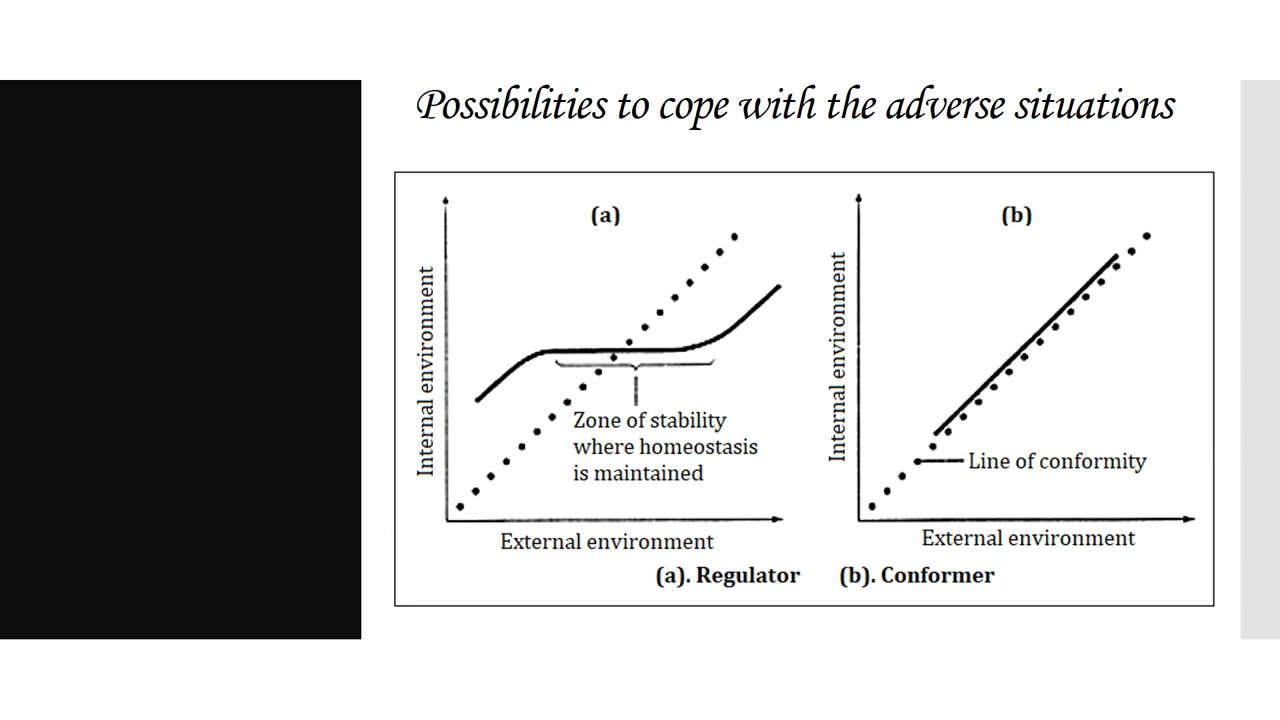 Possibilities to cope with the adverse situations
(a)
Internal environment
Zone of stability
where homeostasis
is maintained
External environment
(b)
Internal environment
Line of conformity
External environment
(a). Regulator
(b). Conformer